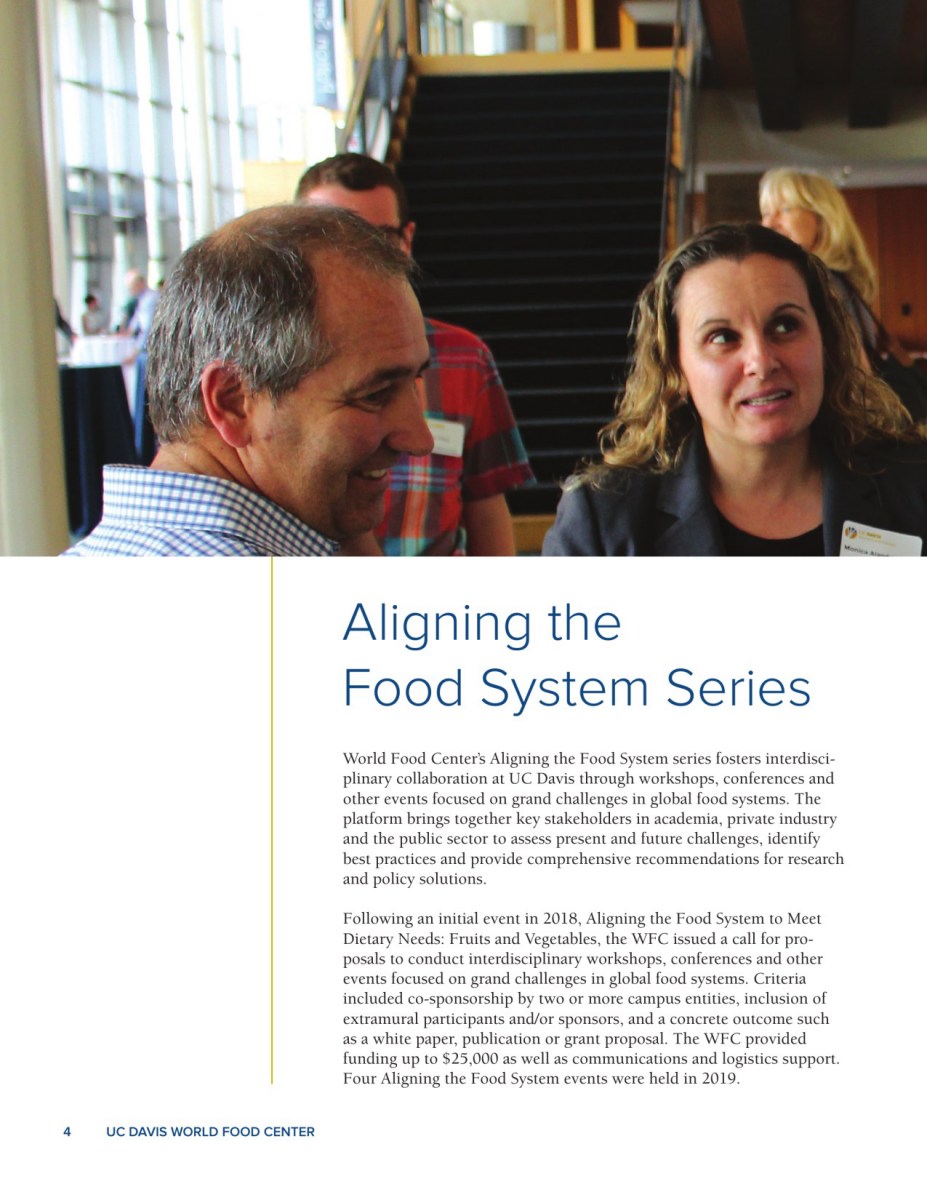 Aligning the
Food System Series
World Food Center's Aligning the Food System series fosters interdisci-
plinary collaboration at UC Davis through workshops, conferences and
other events focused on grand challenges in global food systems. The
platform brings together key stakeholders in academia, private industry
and the public sector to assess present and future challenges, identify
best practices and provide comprehensive recommendations for research
and policy solutions.
Following an initial event in 2018, Aligning the Food System to Meet
Dietary Needs: Fruits and Vegetables, the WFC issued a call for pro-
posals to conduct interdisciplinary workshops, conferences and other
events focused on grand challenges in global food systems. Criteria
included co-sponsorship by two or more campus entities, inclusion of
extramural participants and/or sponsors, and a concrete outcome such
as a white paper, publication or grant proposal. The WFC provided
funding up to $25,000 as well as communications and logistics support.
Four Aligning the Food System events were held in 2019.
4 UC DAVIS WORLD FOOD CENTER